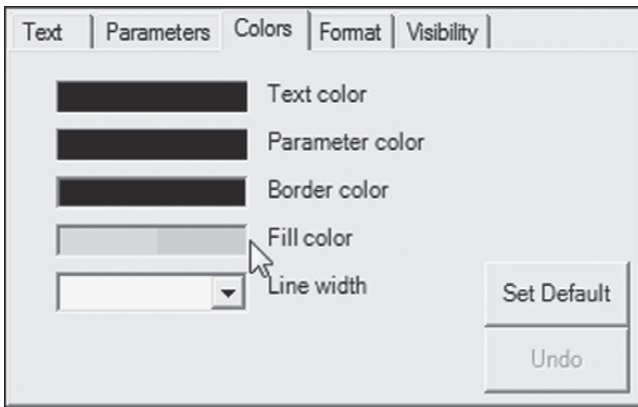 Text Parameters Colors Format Visibility
Text color
Parameter color
Border color
Fill color
Line width
Set Default
Undo